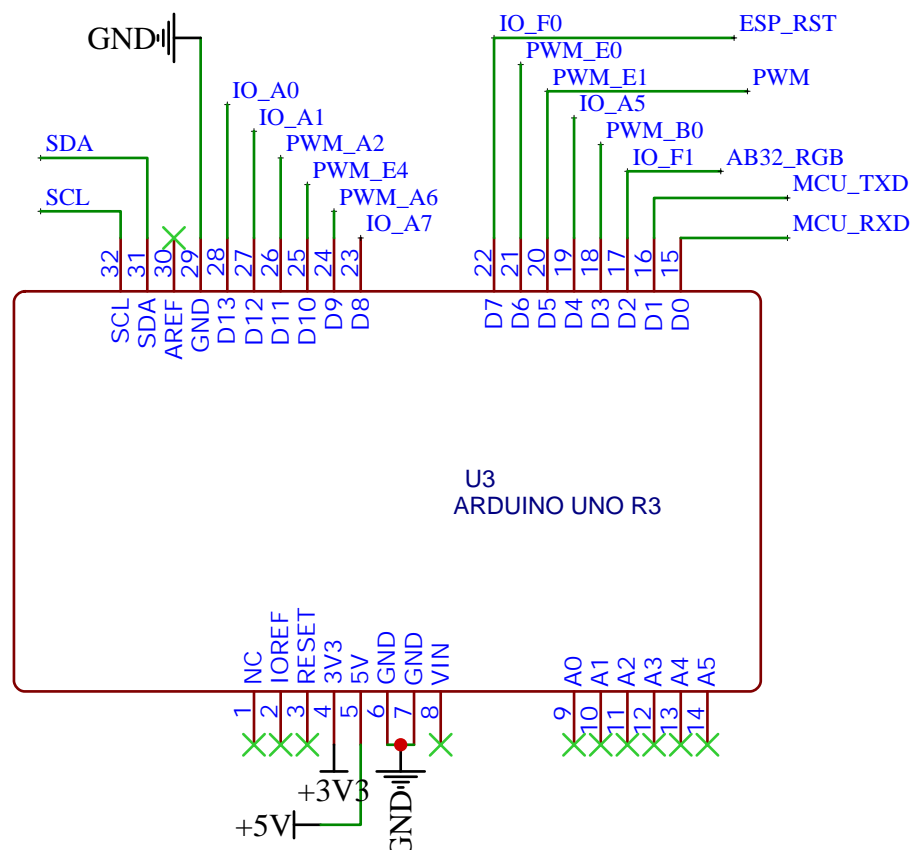 IO_F0 ESP_RST
GND
PWM_E0
PWM_E1 PWM
IO_A0 IO_A5
IO_A1 PWM_B0
SDA PWM_A2 IO_F1 AB32_RGB
PWM_E4 MCU_TXD
SCL PWM_A6
IO_A7 MCU_RXD
32 31 30 29 28 27 26 25 24 23 22 21 20 19 18 17 16 15
SCL SDA AREF GND D13 D12 D11 D10 D9 D8 D7 D6 D5 D4 D3 D2 D1 D0
U3
ARDUINO UNO R3
NC IOREF RESET 3V3 5V GND GND VIN A0 A1 A2 A3 A4 A5
1 2 3 4 5 6 7 8 9 10 11 12 13 14
+3V3
+5V
GND